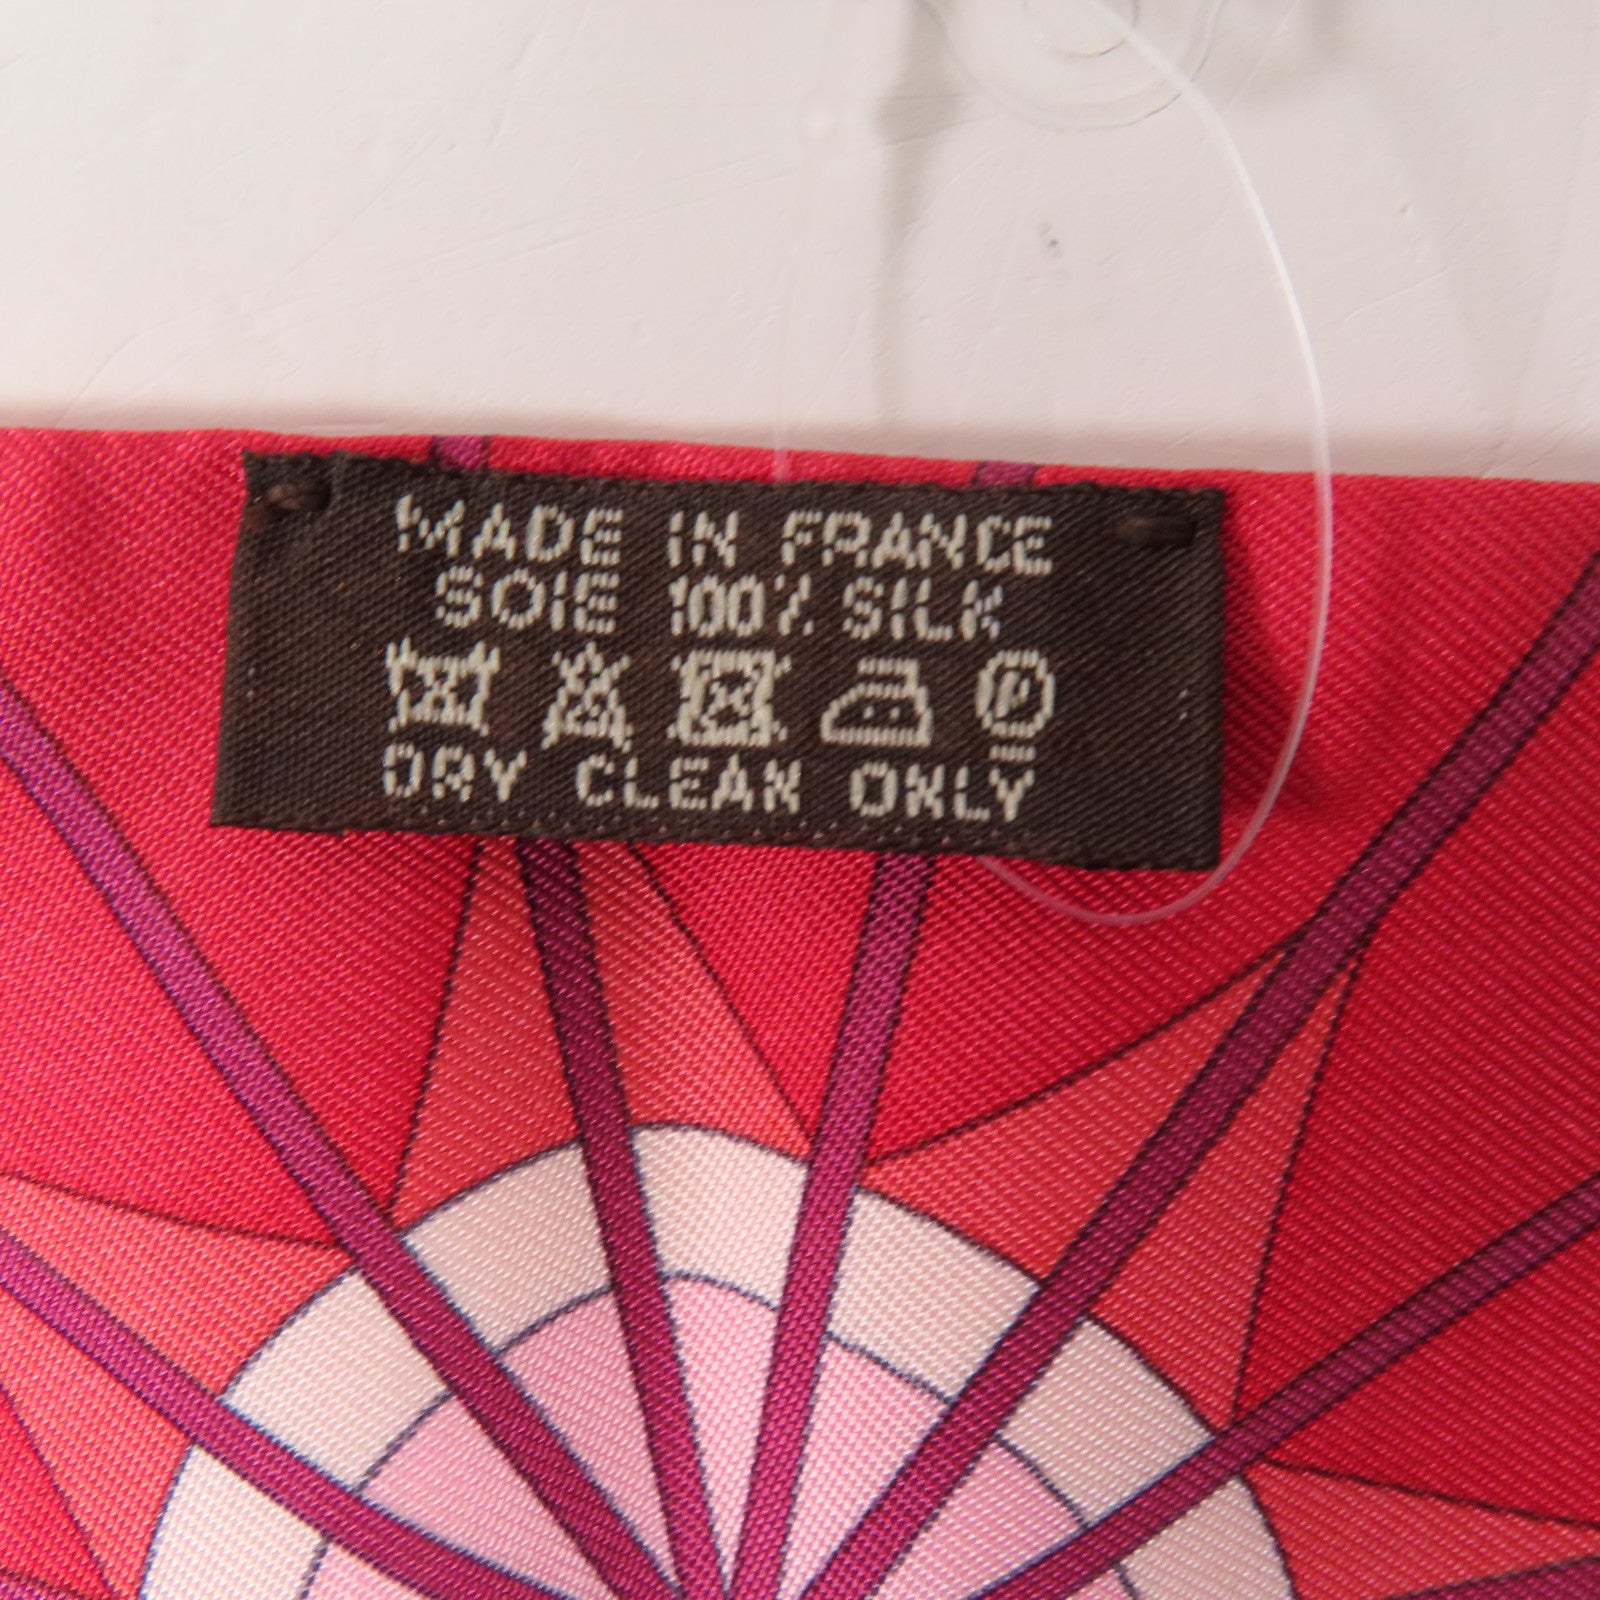 MADE IN FRANCE
SOIE 100% SILK
P
DRY CLEAN ONLY